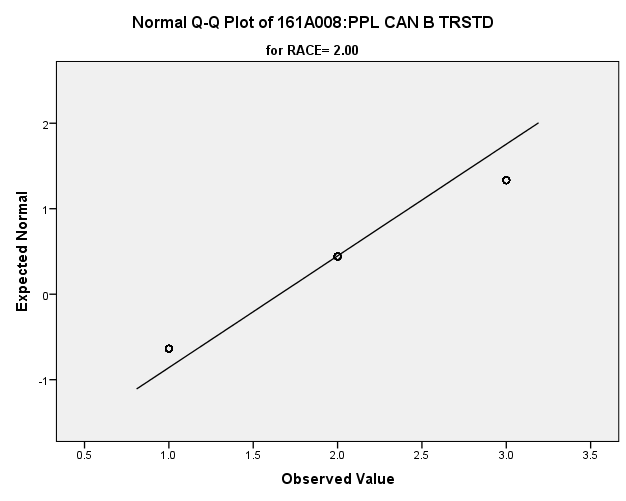 Normal Q-Q Plot of 161A008:PPL CAN B TRSTD
for RACE= 2.00
2
1
0
-1
Expected Normal
0.5 1.0 1.5 2.0 2.5 3.0 3.5
Observed Value